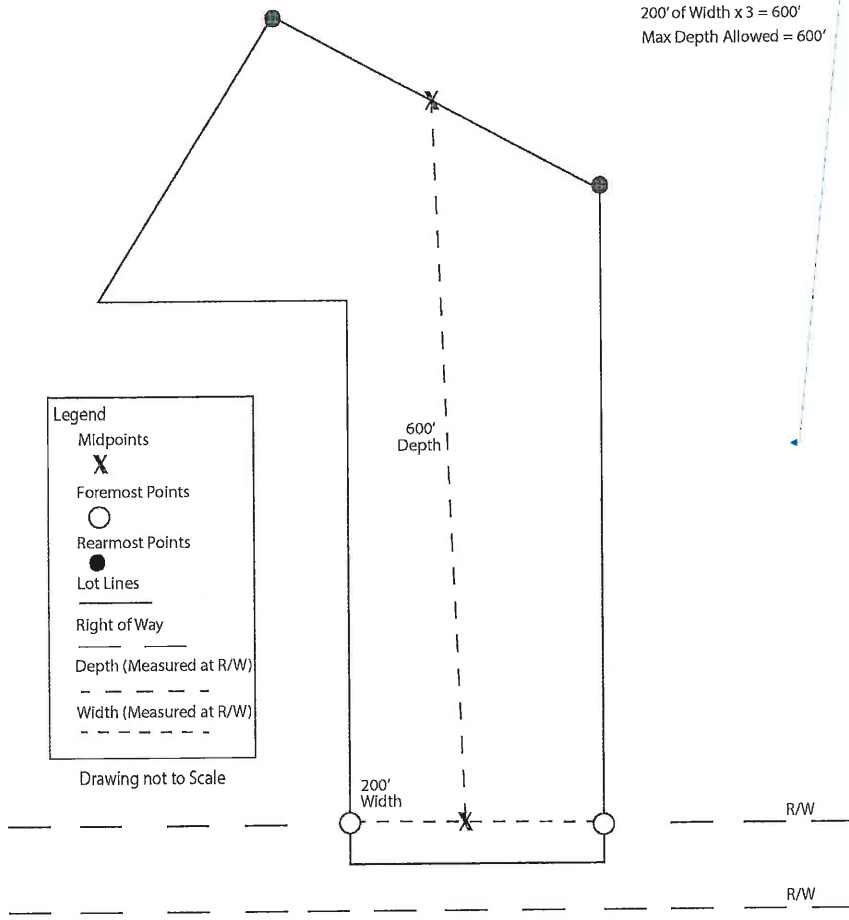 200' of Width x 3 = 600'
Max Depth Allowed = 600'
600'
Depth
Legend
Midpoints
X
Foremost Points
Rearmost Points
Lot Lines
Right of Way
Depth (Measured at R/W)
Width (Measured at R/W)
Drawing not to Scale
200'
Width
R/W
R/W